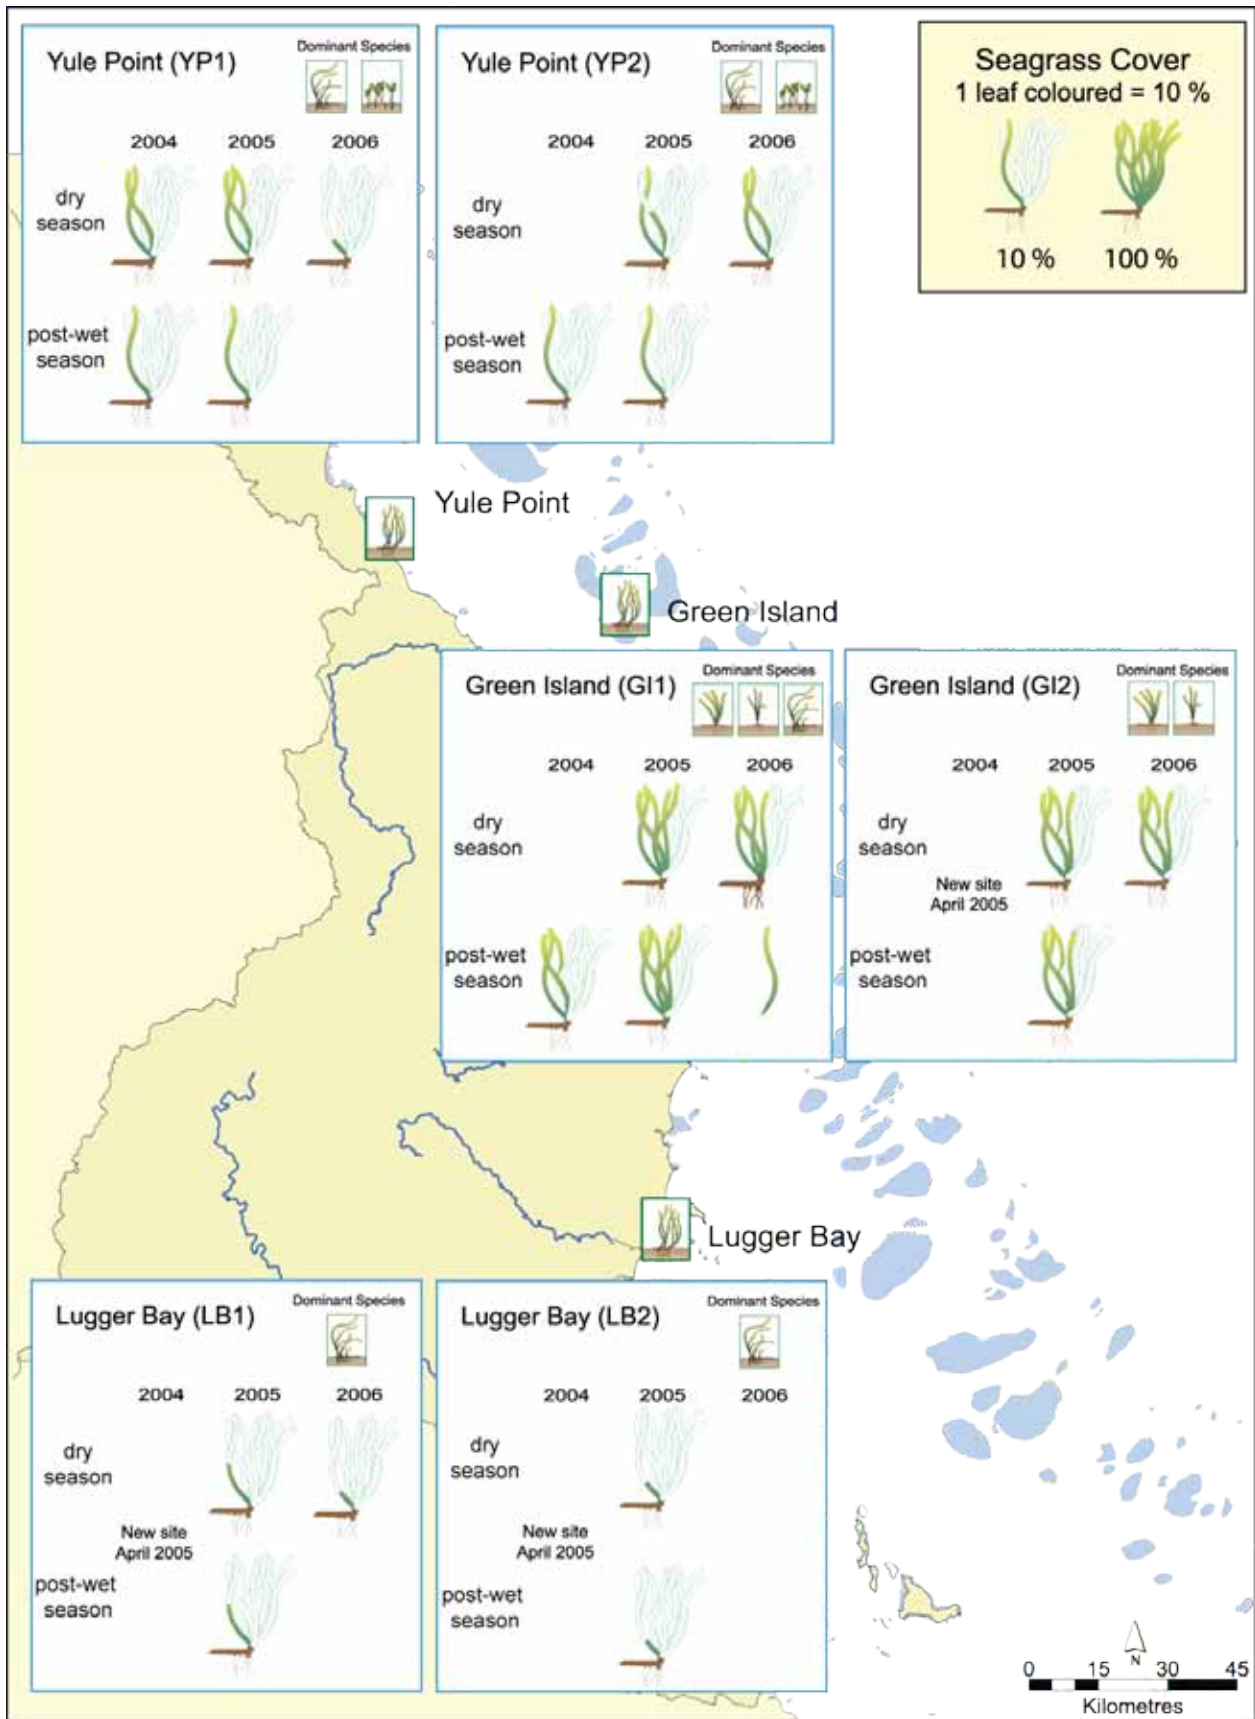 Yule Point (YP1)
Dominant Species
2004 2005 2006
dry
season
post-wet
season
Yule Point (YP2)
Dominant Species
2004 2005 2006
dry
season
post-wet
season
Seagrass Cover
1 leaf coloured = 10 %
10 % 100 %
Yule Point
Green Island
Green Island (GI1)
Dominant Species
2004 2005 2006
dry
season
post-wet
season
Green Island (GI2)
Dominant Species
2004 2005 2006
dry
season
New site
April 2005
post-wet
season
Lugger Bay
Lugger Bay (LB1)
Dominant Species
2004 2005 2006
dry
season
New site
April 2005
post-wet
season
Lugger Bay (LB2)
Dominant Species
2004 2005 2006
dry
season
New site
April 2005
post-wet
season
N
0 15 30 45
Kilometres